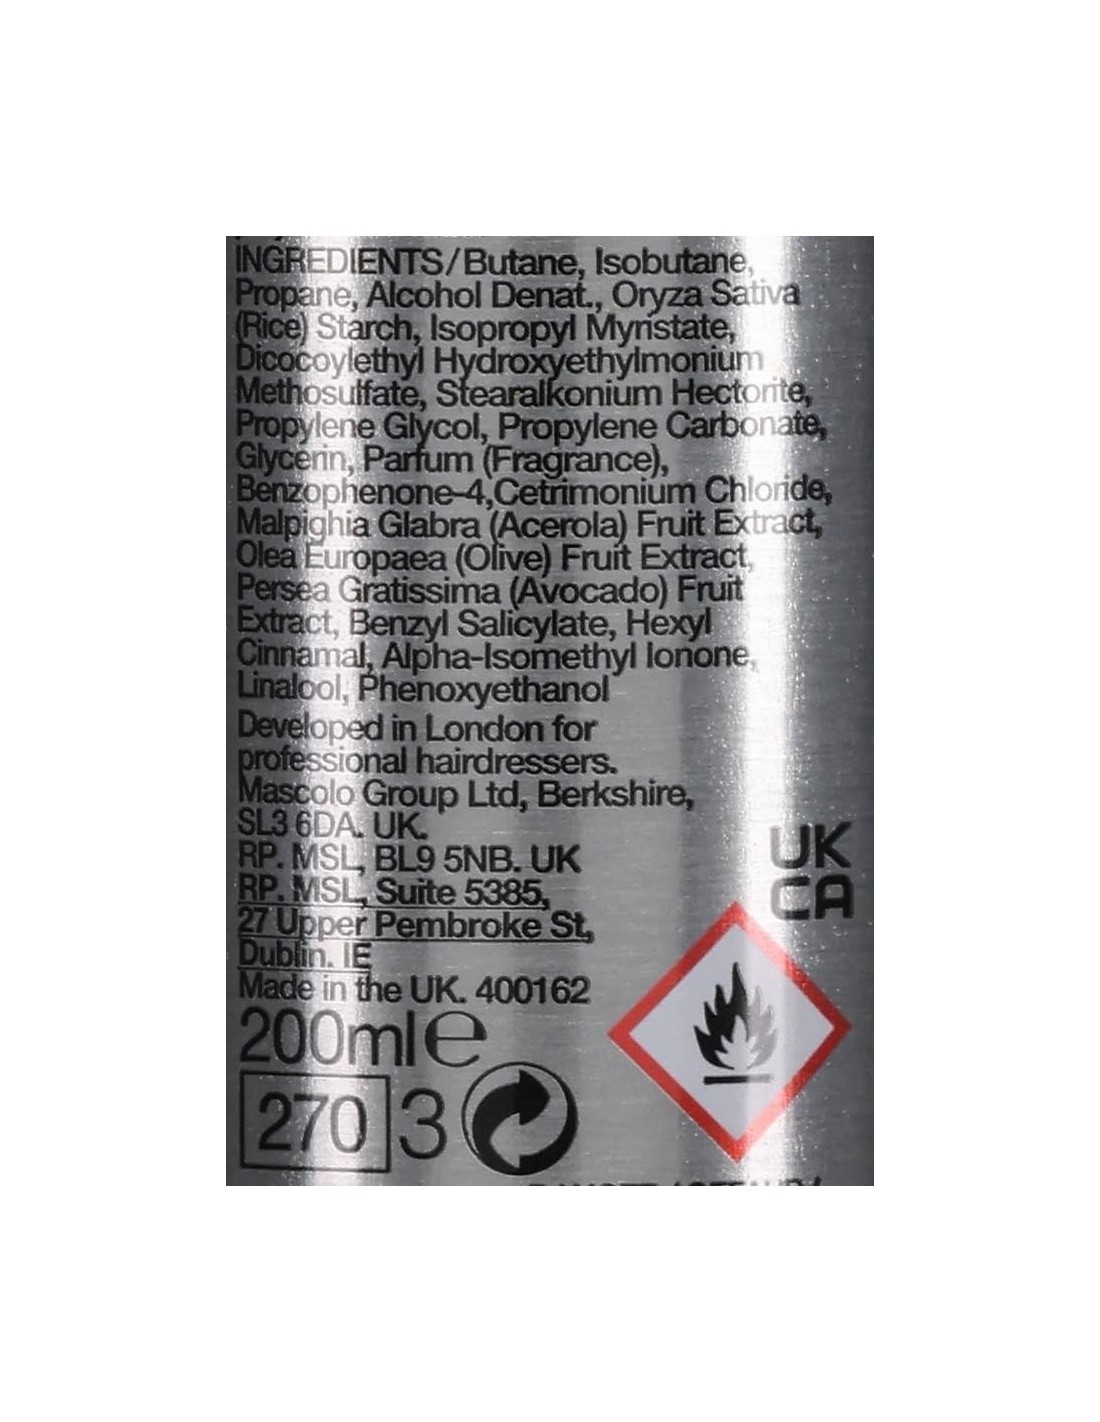 INGREDIENTS/Butane, Isobutane,
Propane, Alcohol Denat., Oryza Sativa
(Rice) Starch, Isopropyl Myristate,
Dicocoylethyl Hydroxyethylmonium
Methosulfate, Stearalkonium Hectorite,
Propylene Glycol, Propylene Carbonate,
Glycerin, Parfum (Fragrance),
Benzophenone-4,Cetrimonium Chloride,
Malpighia Glabra (Acerola) Fruit Extract,
Olea Europaea (Olive) Fruit Extract,
Persea Gratissima (Avocado) Fruit
Extract, Benzyl Salicylate, Hexyl
Cinnamal, Alpha-Isomethyl Ionone,
Linalool, Phenoxyethanol
Developed in London for
professional hairdressers.
Mascolo Group Ltd, Berkshire,
SL3 6DA. UK.
RP. MSL, BL9 5NB. UK
RP. MSL, Suite 5385,
27 Upper Pembroke St,
Dublin. IE
Made in the UK. 400162
200ml e
270 3
UK
CA